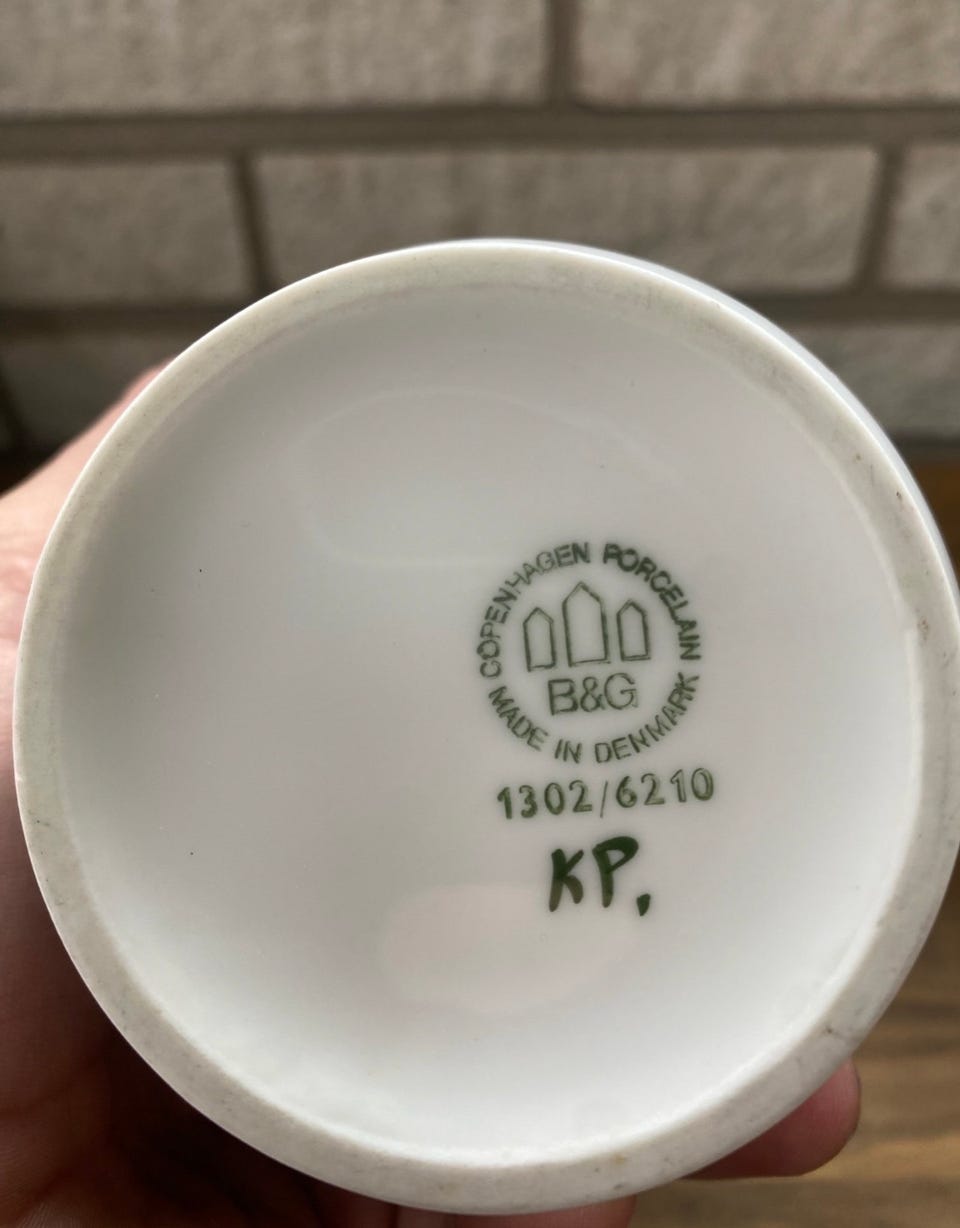 COPENHAGEN PORCELAIN
B&G
MADE IN DENMARK
1302/6210
KP,